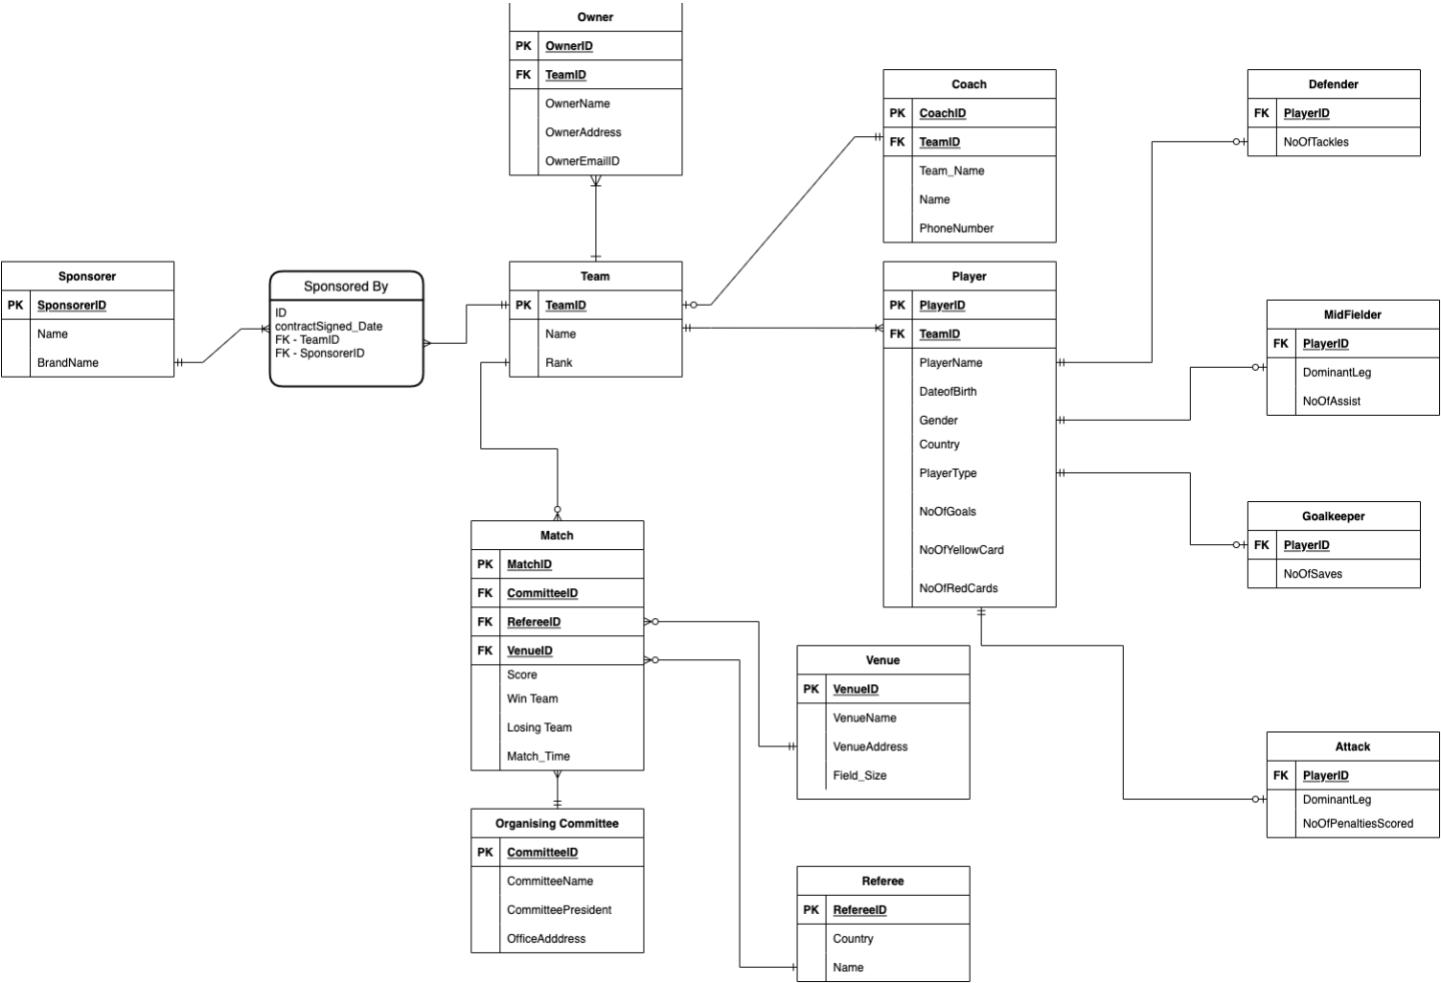 Owner
PK OwnerID
FK TeamID
OwnerName
OwnerAddress
OwnerEmailID
Coach
PK CoachID
FK TeamID
Team_Name
Name
PhoneNumber
Defender
FK PlayerID
NoOfTackles
Sponsorer
PK SponsorerID
Name
BrandName
Sponsored By
ID
contractSigned_Date
FK - TeamID
FK - SponsorerID
Team
PK TeamID
Name
Rank
Player
PK PlayerID
FK TeamID
PlayerName
DateofBirth
Gender
Country
PlayerType
NoOfGoals
NoOfYellowCard
NoOfRedCards
MidFielder
FK PlayerID
DominantLeg
NoOfAssist
Goalkeeper
FK PlayerID
NoOfSaves
Match
PK MatchID
FK CommitteeID
FK RefereeID
FK VenueID
Score
Win Team
Losing Team
Match_Time
Venue
PK VenueID
VenueName
VenueAddress
Field_Size
Attack
FK PlayerID
DominantLeg
NoOfPenaltiesScored
Organising Committee
PK CommitteeID
CommitteeName
CommitteePresident
OfficeAdddress
Referee
PK RefereeID
Country
Name